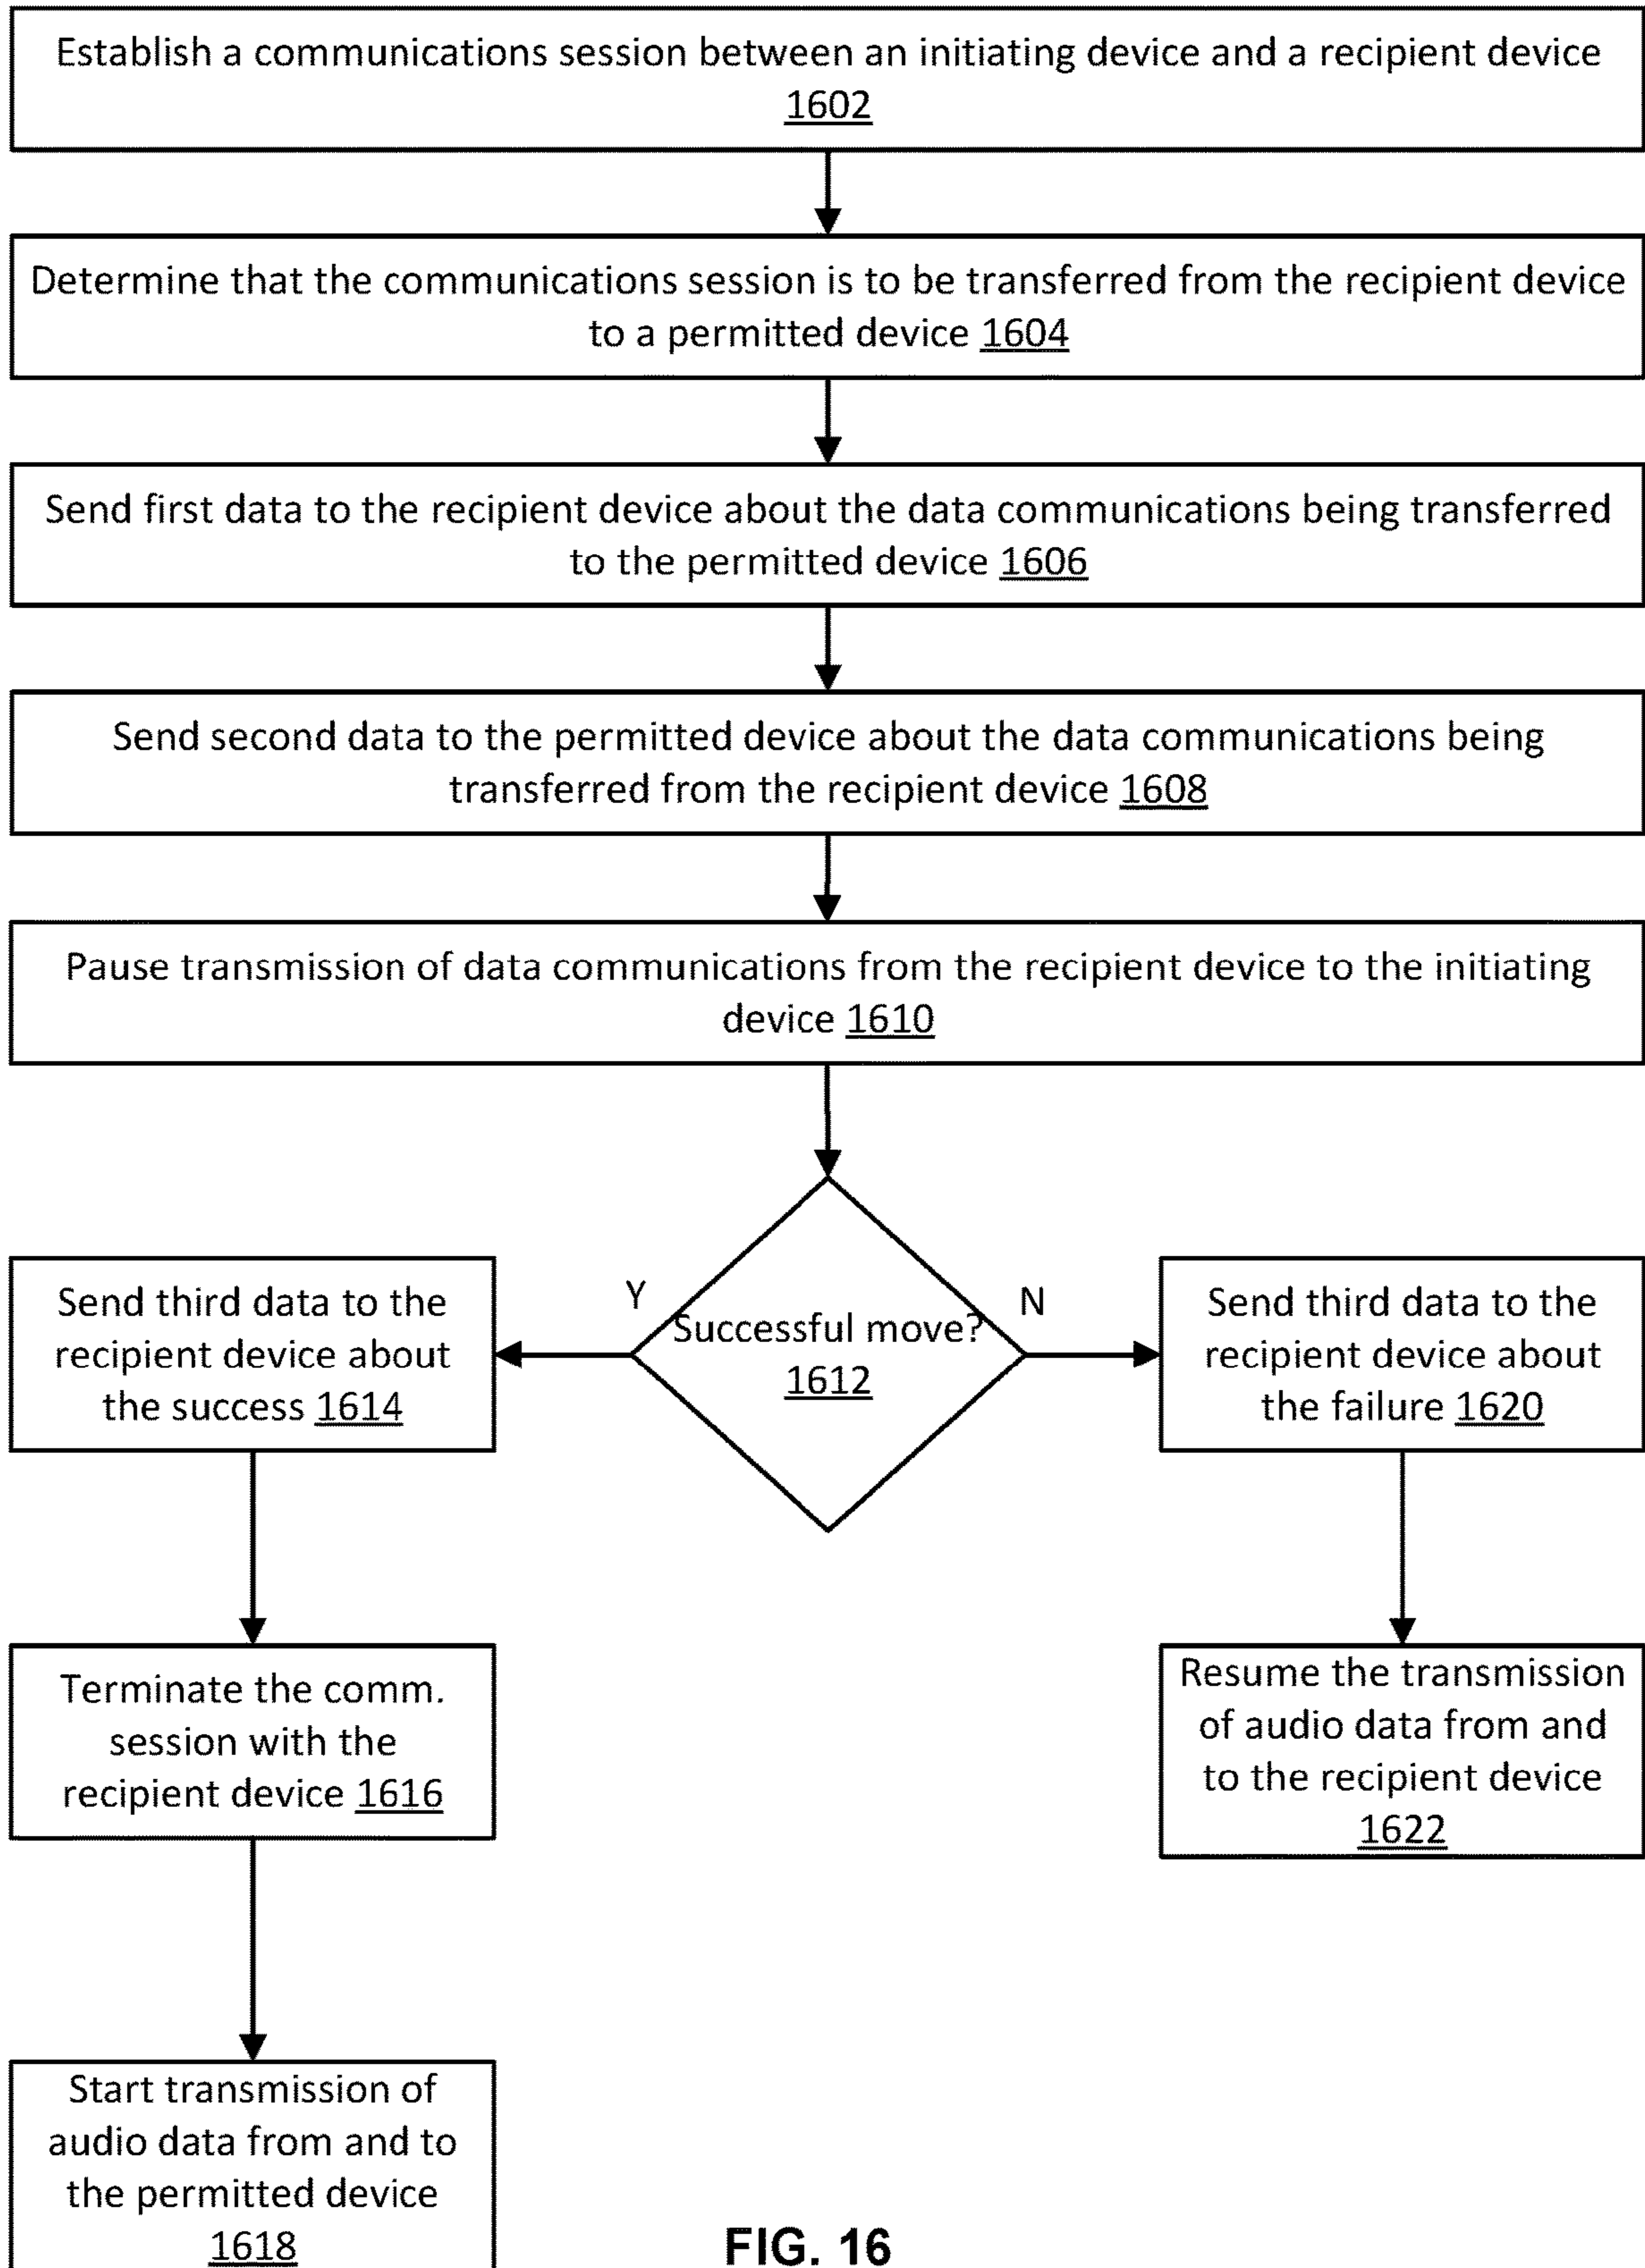 Establish a communications session between an initiating device and a recipient device
1602
Determine that the communications session is to be transferred from the recipient device
to a permitted device 1604
Send first data to the recipient device about the data communications being transferred
to the permitted device 1606
Send second data to the permitted device about the data communications being
transferred from the recipient device 1608
Pause transmission of data communications from the recipient device to the initiating
device 1610
Successful move?
1612
Y
N
Send third data to the
recipient device about
the success 1614
Terminate the comm.
session with the
recipient device 1616
Start transmission of
audio data from and to
the permitted device
1618
Send third data to the
recipient device about
the failure 1620
Resume the transmission
of audio data from and
to the recipient device
1622
FIG. 16